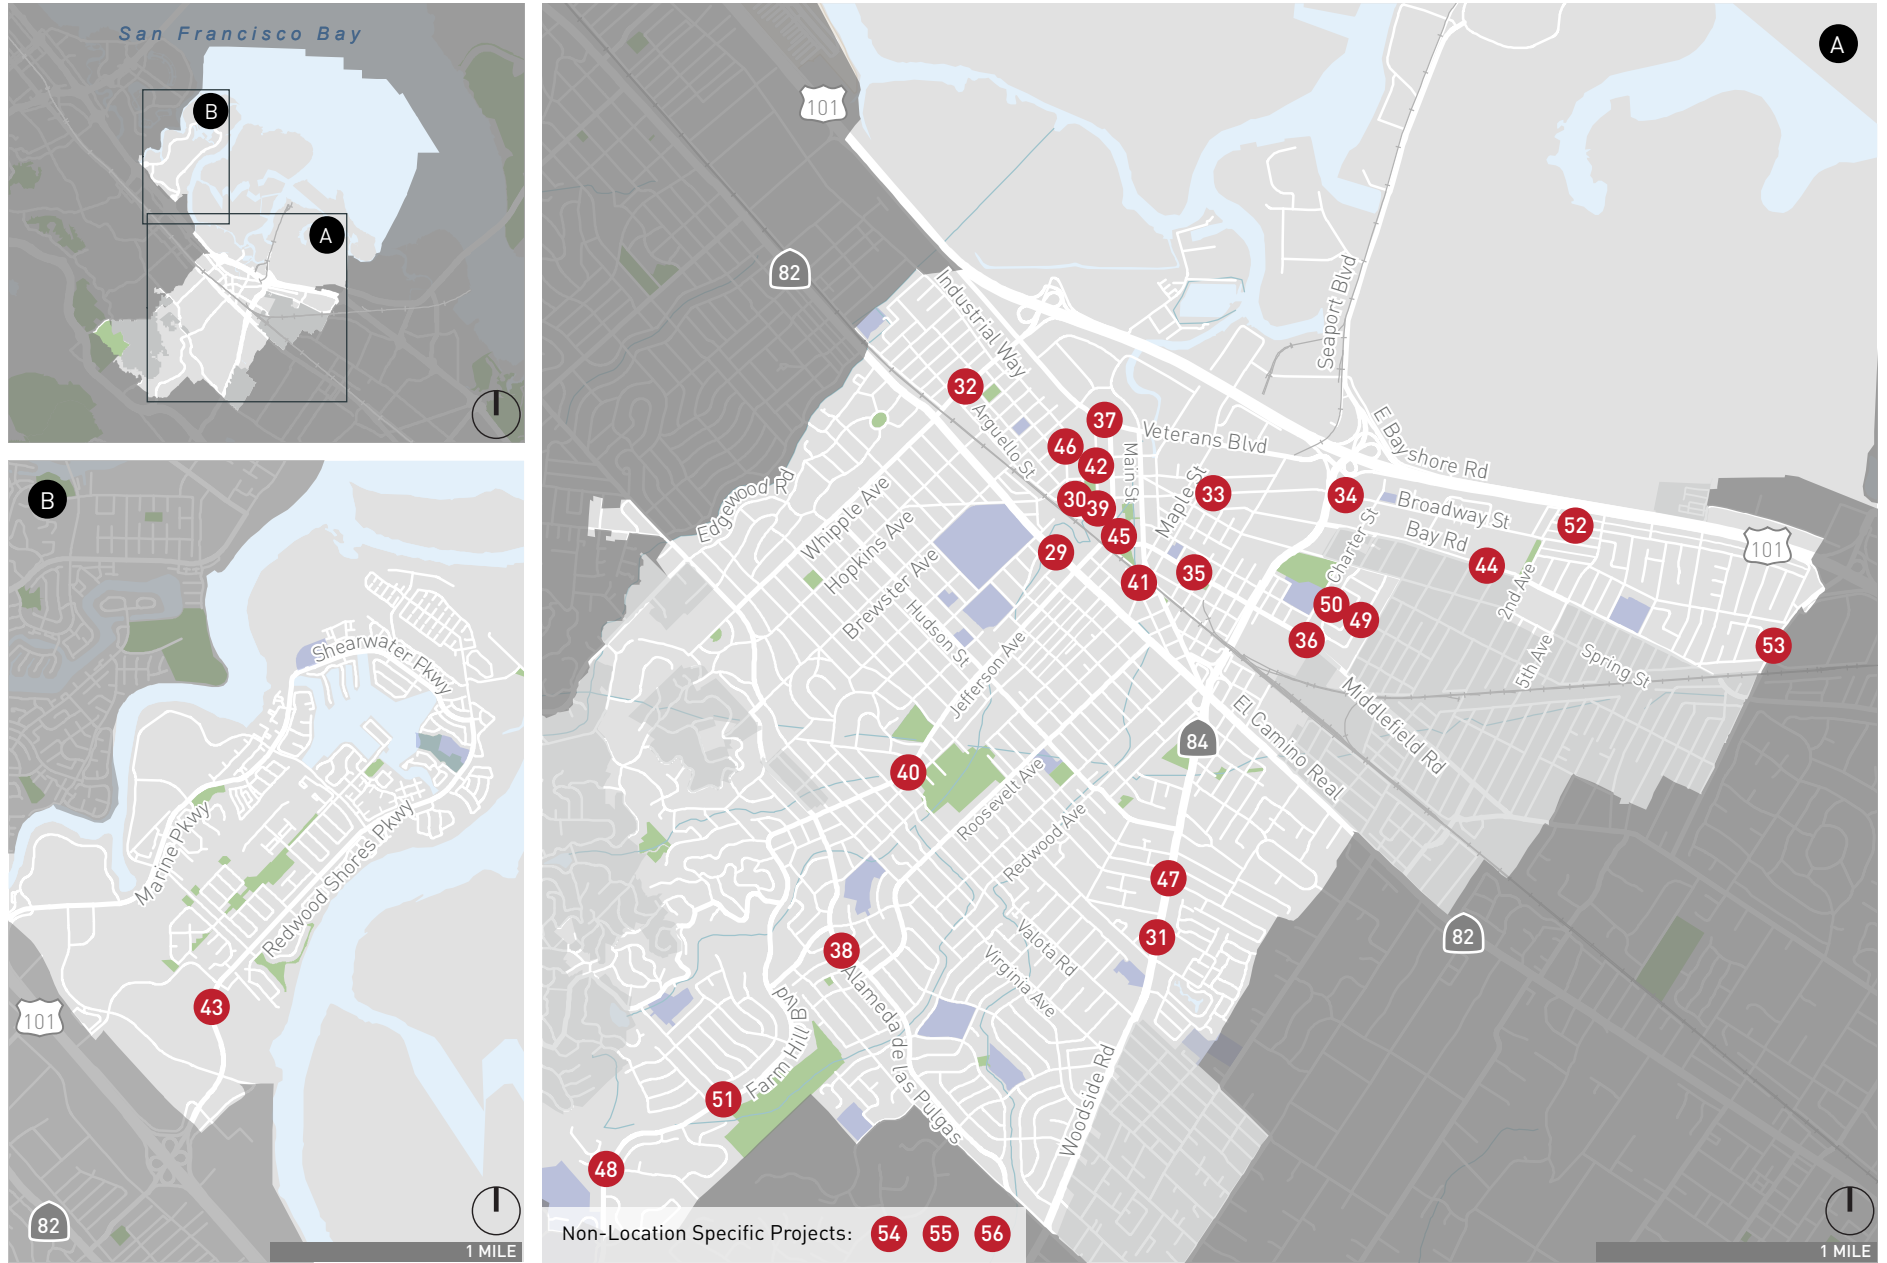 San Francisco Bay
B
A
B
Shearwater Pkwy
Marine Pkwy
Redwood Shores Pkwy
43
101
82
1 MILE
A
101
82
Industrial Way
Seaport Blvd
32
Arguello St
37
Veterans Blvd
E Bayshore Rd
46
42
Main St
Maple St
33
34
Broadway St
52
101
Edgewood Rd
Whipple Ave
30
39
45
Charter St
Bay Rd
44
Hopkins Ave
29
41
35
2nd Ave
Brewster Ave
50
49
36
53
Hudson St
Jefferson Ave
5th Ave
Spring St
Middlefield Rd
El Camino Real
84
40
Roosevelt Ave
Redwood Ave
47
31
82
38
Valota Rd
Virginia Ave
Alameda de las Pulgas
Farm Hill Blvd
51
Woodside Rd
48
Non-Location Specific Projects: 54 55 56
1 MILE